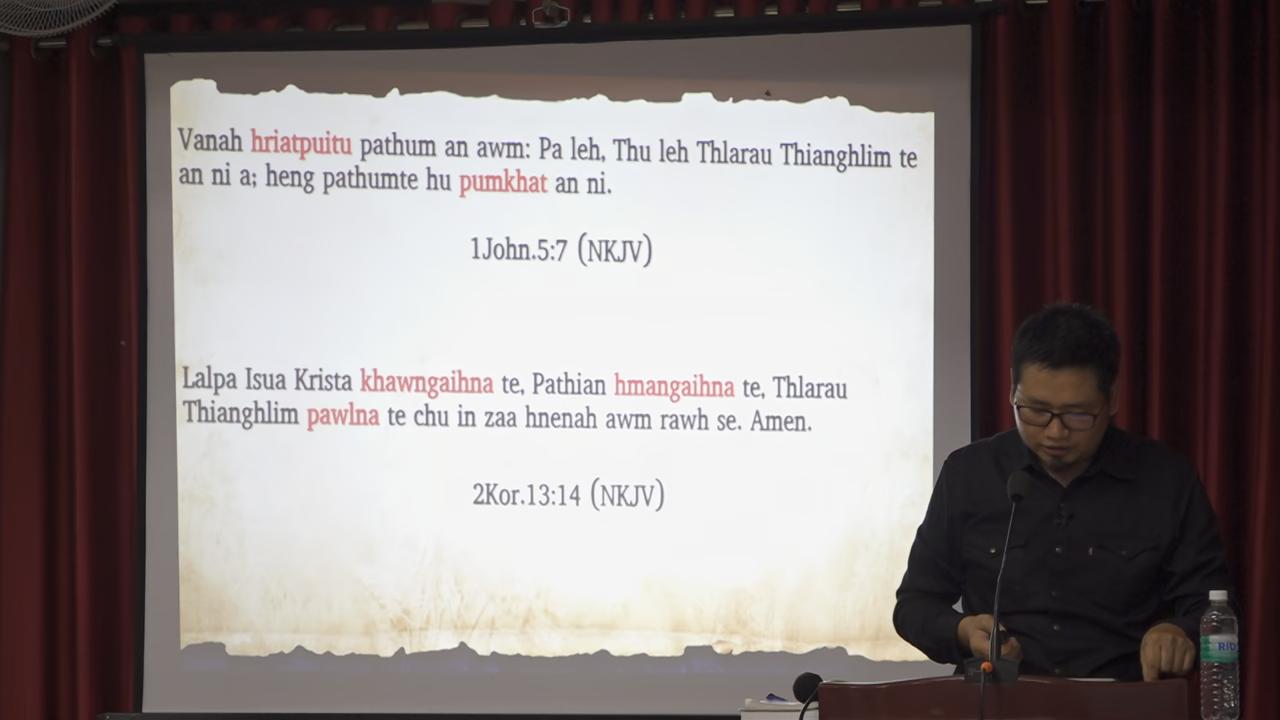 Vanah hriatpuitu pathum an awm: Pa leh, Thu leh Thlarau Thianghlim te
an ni a; heng pathumte hu pumkhat an ni.
1John.5:7 (NKJV)
Lalpa Isua Krista khawngaihna te, Pathian hmangaihna te, Thlarau
Thianghlim pawlna te chu in zaa hnenah awm rawh se. Amen.
2Kor.13:14 (NKJV)